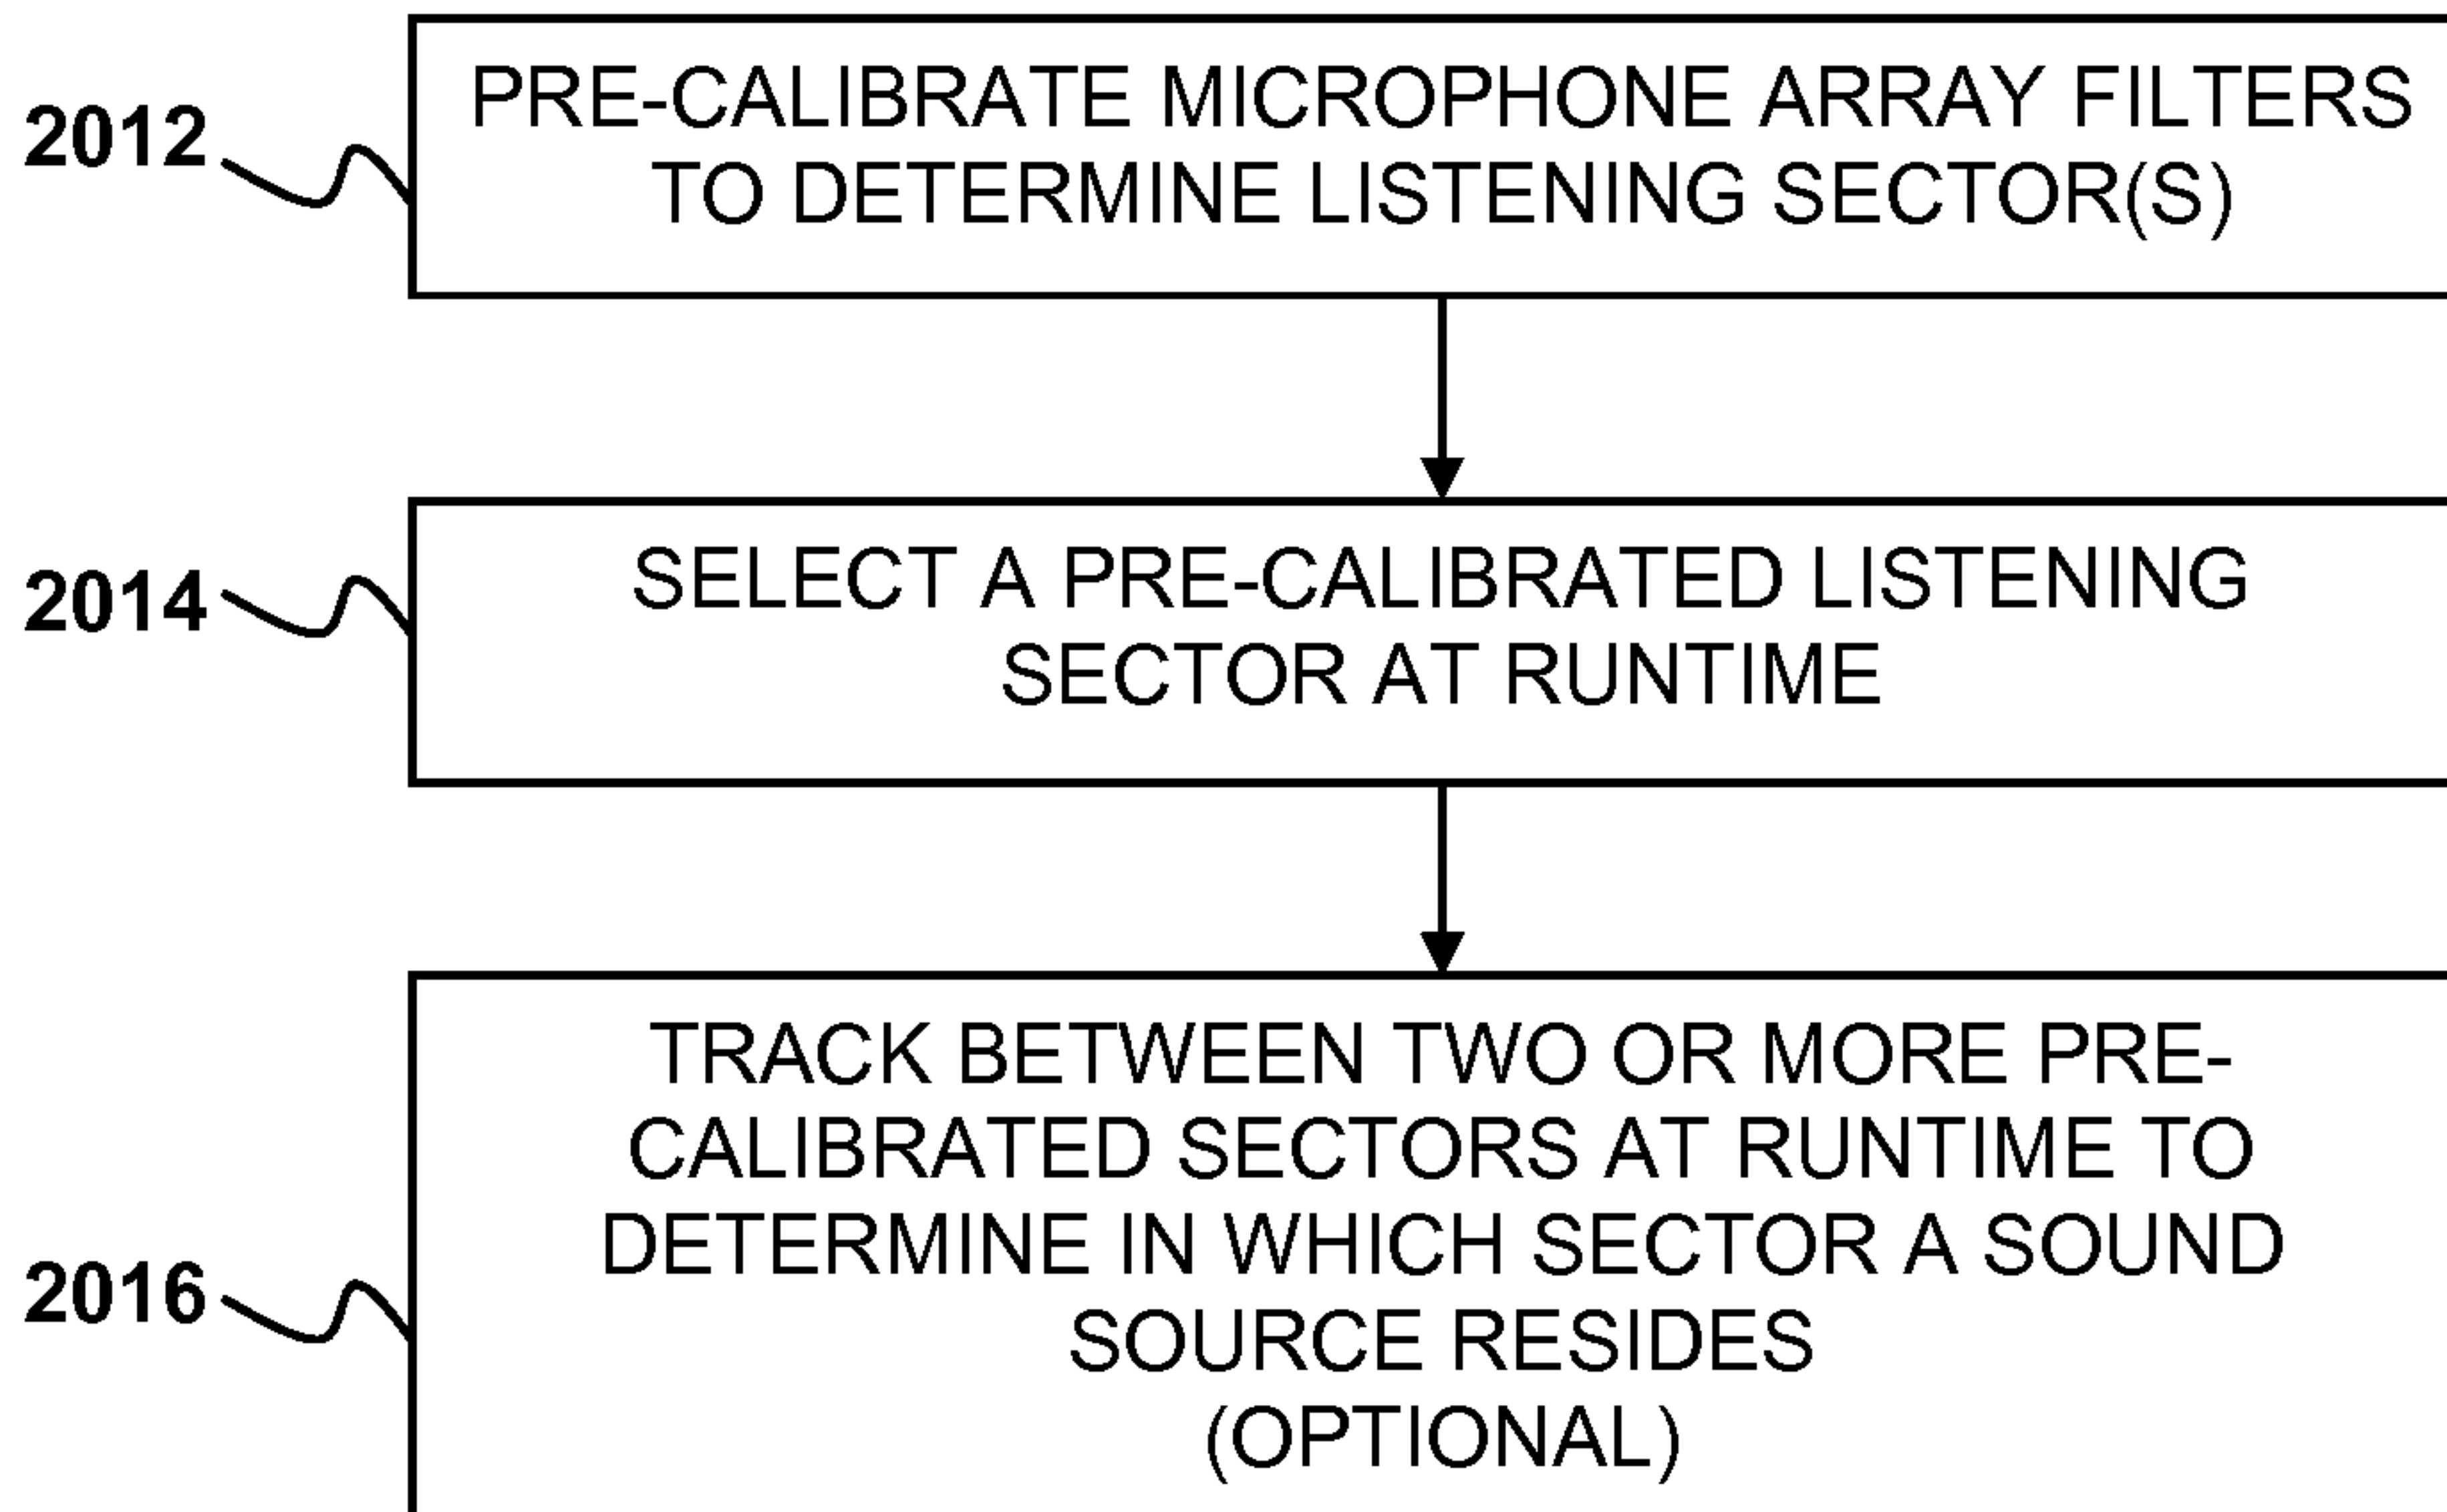 2012
PRE-CALIBRATE MICROPHONE ARRAY FILTERS
TO DETERMINE LISTENING SECTOR(S)
2014
SELECT A PRE-CALIBRATED LISTENING
SECTOR AT RUNTIME
2016
TRACK BETWEEN TWO OR MORE PRE-
CALIBRATED SECTORS AT RUNTIME TO
DETERMINE IN WHICH SECTOR A SOUND
SOURCE RESIDES
(OPTIONAL)